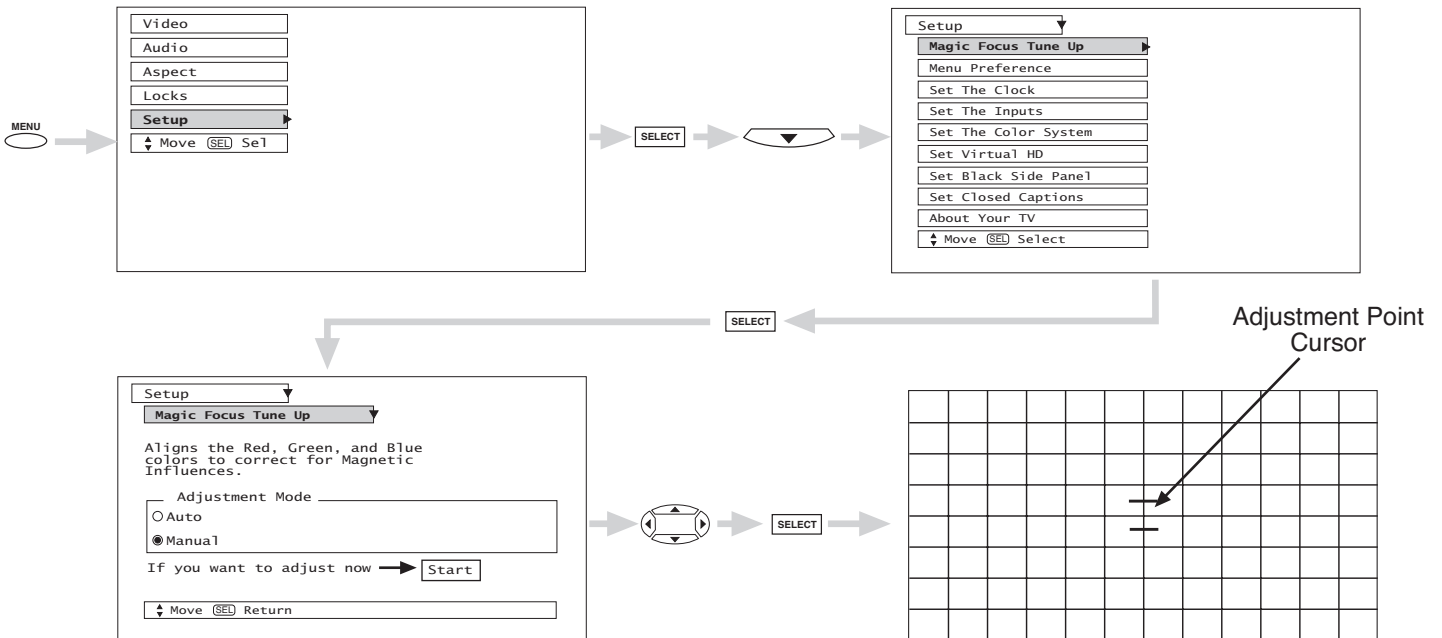 MENU
Video
Audio
Aspect
Locks
Setup
Move SEL Sel
SELECT
Setup
Magic Focus Tune Up
Menu Preference
Set The Clock
Set The Inputs
Set The Color System
Set Virtual HD
Set Black Side Panel
Set Closed Captions
About Your TV
Move SEL Select
SELECT
Setup
Magic Focus Tune Up
Aligns the Red, Green, and Blue
colors to correct for Magnetic
Influences.
Adjustment Mode
Auto
Manual
If you want to adjust now Start
Move SEL Return
SELECT
Adjustment Point
Cursor